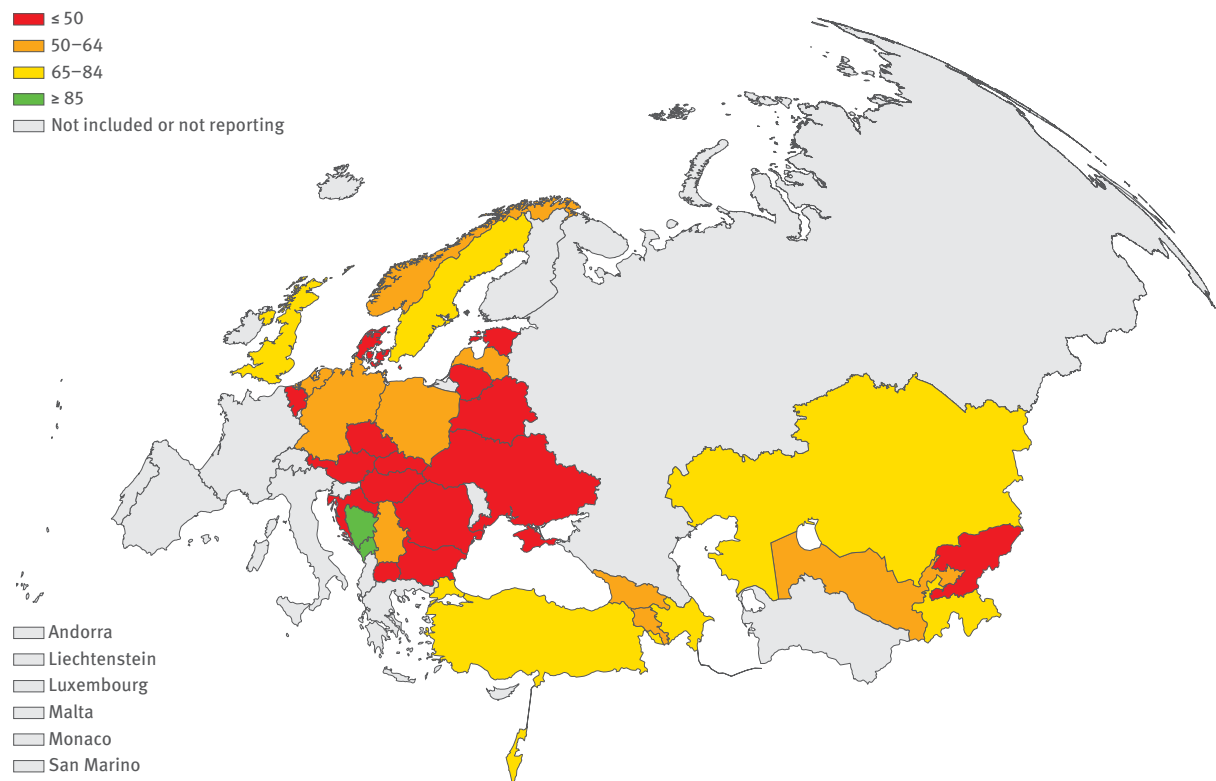 ≤ 50
50–64
65–84
≥ 85
Not included or not reporting
Andorra
Liechtenstein
Luxembourg
Malta
Monaco
San Marino